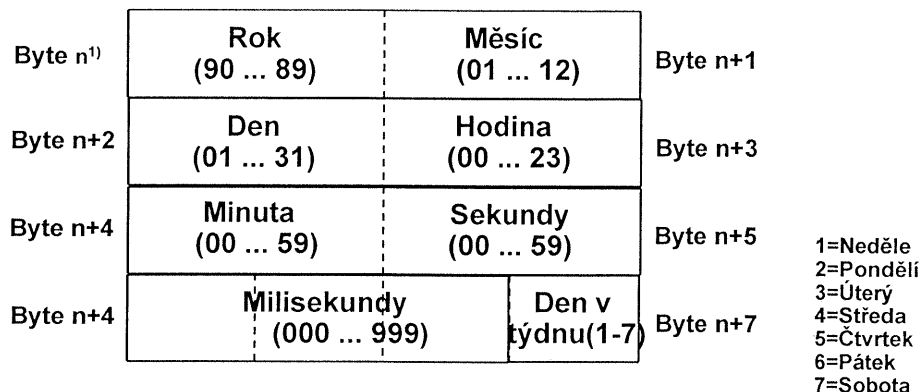 Byte n1)
Rok
(90 ... 89)
Měsíc
(01 ... 12)
Byte n+1
Byte n+2
Den
(01 ... 31)
Hodina
(00 ... 23)
Byte n+3
Byte n+4
Minuta
(00 ... 59)
Sekundy
(00 ... 59)
Byte n+5
Byte n+4
Milisekundy
(000 ... 999)
Den v
týdnu(1-7)
Byte n+7
1=Neděle
2=Pondělí
3=Úterý
4=Středa
5=Čtvrtek
6=Pátek
7=Sobota